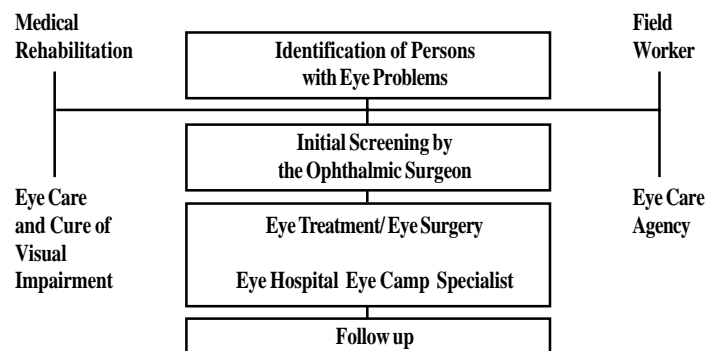 Medical
Rehabilitation
Identification of Persons
with Eye Problems
Field
Worker
Initial Screening by
the Ophthalmic Surgeon
Eye Care
and Cure of
Visual
Impairment
Eye Treatment/ Eye Surgery
Eye Hospital Eye Camp Specialist
Eye Care
Agency
Follow up